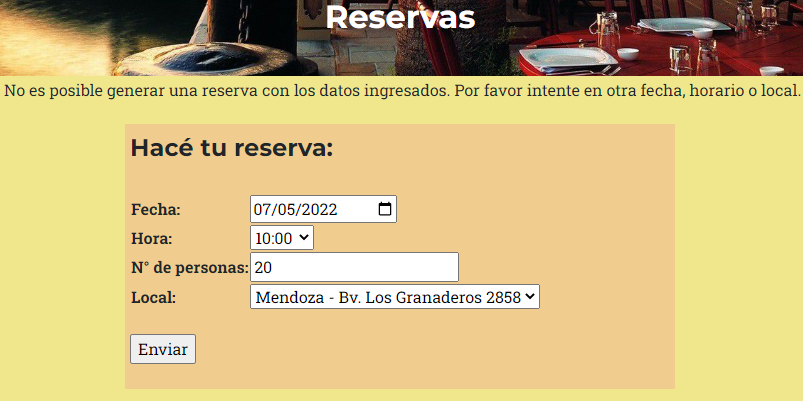 Reservas
No es posible generar una reserva con los datos ingresados. Por favor intente en otra fecha, horario o local.
Hacé tu reserva:
Fecha: 07/05/2022
Hora: 10:00
N° de personas: 20
Local: Mendoza - Bv. Los Granaderos 2858
Enviar